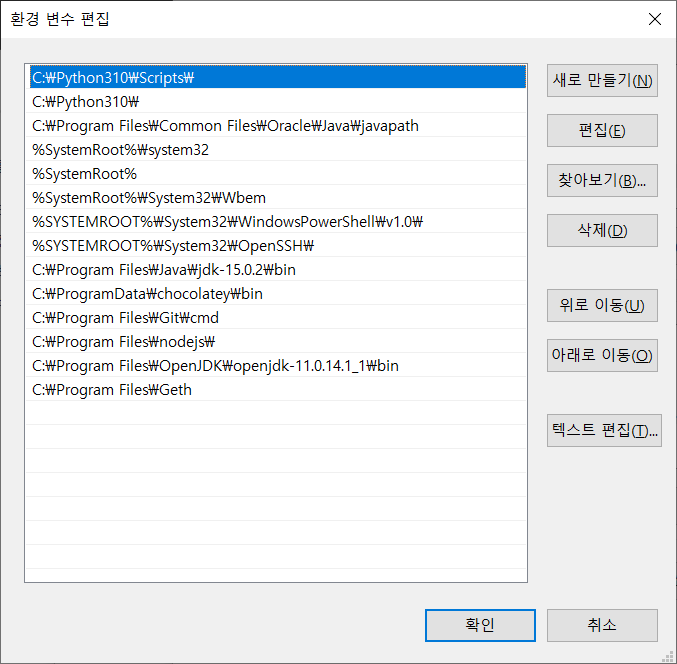 환경 변수 편집
C:₩Python310₩Scripts₩
C:₩Python310₩
C:₩Program Files₩Common Files₩Oracle₩Java₩javapath
%SystemRoot%₩system32
%SystemRoot%
%SystemRoot%₩System32₩Wbem
%SYSTEMROOT%₩System32₩WindowsPowerShell₩v1.0₩
%SYSTEMROOT%₩System32₩OpenSSH₩
C:₩Program Files₩Java₩jdk-15.0.2₩bin
C:₩ProgramData₩chocolatey₩bin
C:₩Program Files₩Git₩cmd
C:₩Program Files₩nodejs₩
C:₩Program Files₩OpenJDK₩openjdk-11.0.14.1_1₩bin
C:₩Program Files₩Geth
새로 만들기(N)
편집(E)
찾아보기(B)...
삭제(D)
위로 이동(U)
아래로 이동(O)
텍스트 편집(T)...
확인
취소